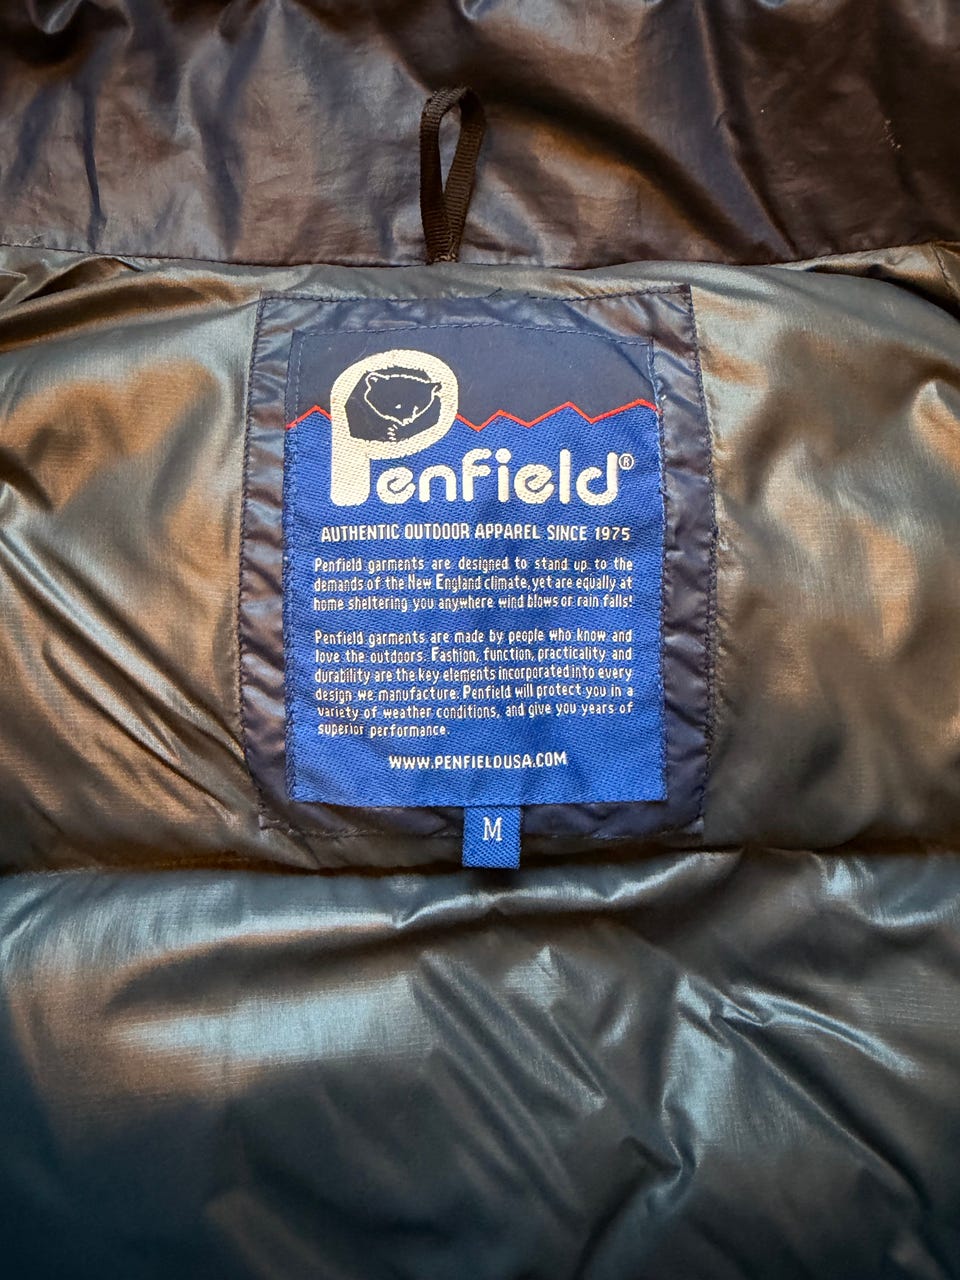 Penfield®
AUTHENTIC OUTDOOR APPAREL SINCE 1975
Penfield garments are designed to stand up to the
demands of the New England climate, yet are equally at
home sheltering you anywhere wind blows or rain falls!
Penfield garments are made by people who know and
love the outdoors. Fashion, function, practicality and
durability are the key elements incorporated into every
design we manufacture. Penfield will protect you in a
variety of weather conditions, and give you years of
superior performance.
WWW.PENFIELDUSA.COM
M